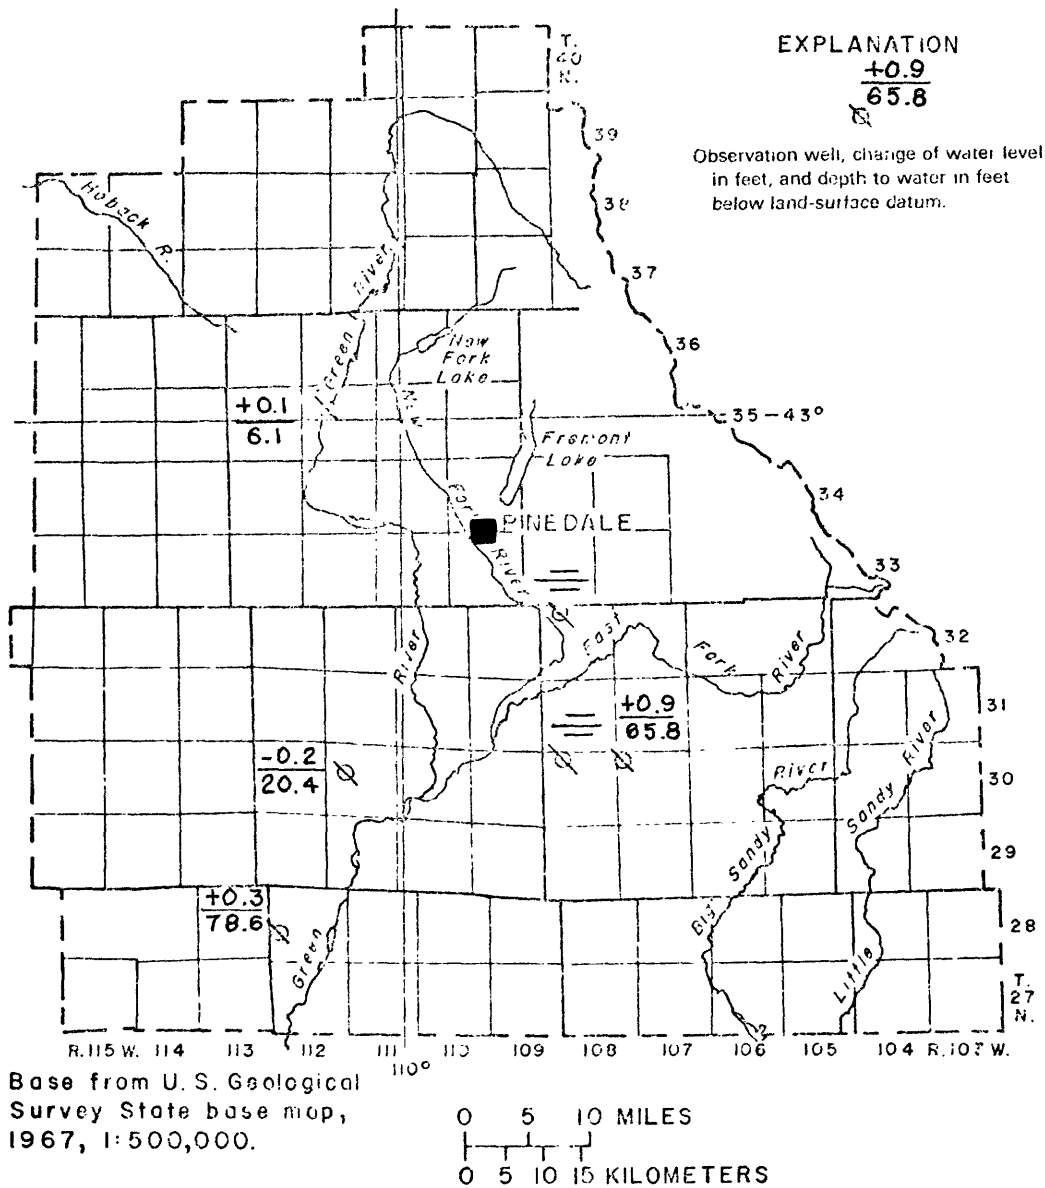 EXPLANATION
+0.9
65.8
Observation well, change of water level
in feet, and depth to water in feet
below land-surface datum.
T.
40
N.
39
38
37
36
35-43°
34
33
32
31
30
29
28
T.
27
N.
Hoback R.
Green River
New
Fork
Lake
New Fork River
+0.1
6.1
Fremont
Lake
PINEDALE
River
East Fork River
+0.9
65.8
-0.2
20.4
River
Big Sandy
Little Sandy River
+0.3
78.6
Green
R.115 W. 114 113 112 111 110 109 108 107 106 105 104 R.103 W.
110°
Base from U.S. Geological
Survey State base map,
1967, 1:500,000.
0 5 10 MILES
0 5 10 15 KILOMETERS